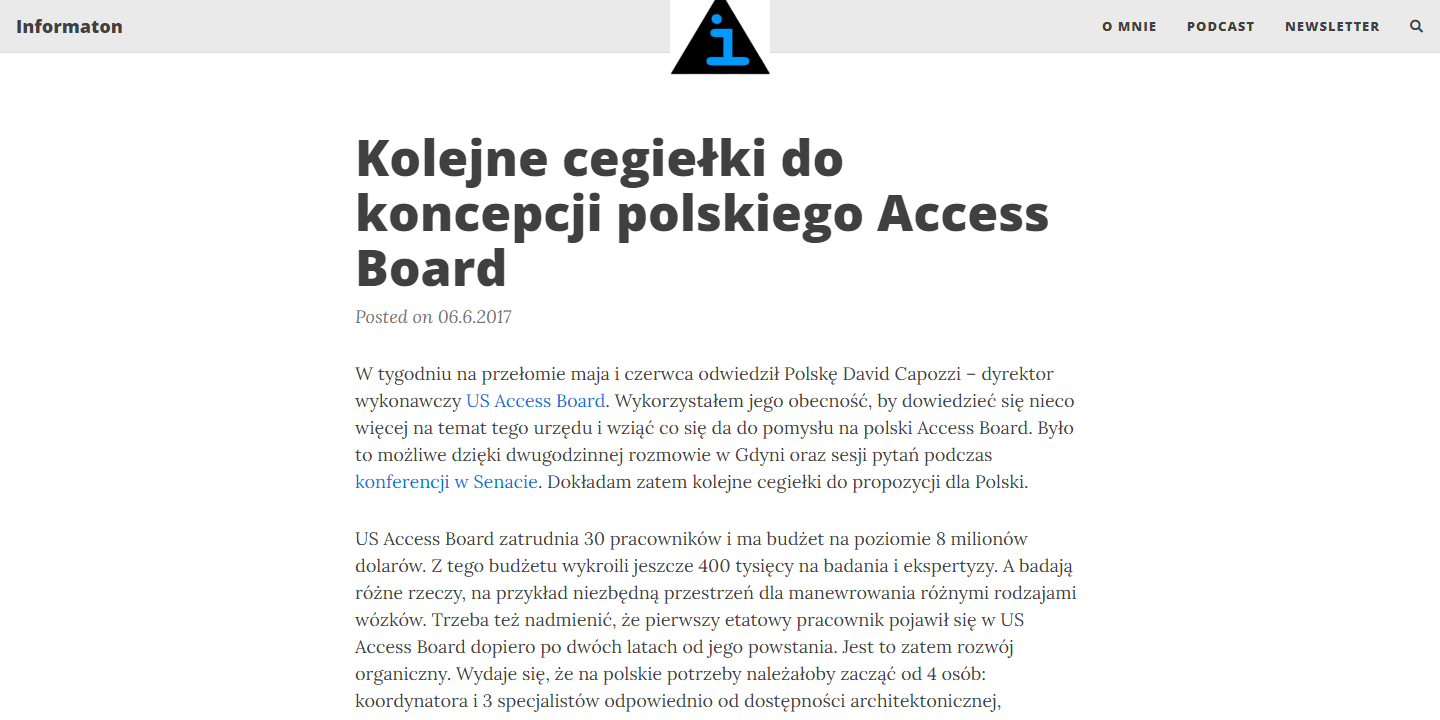 Informaton
i
O MNIE
PODCAST
NEWSLETTER
Kolejne cegiełki do
koncepcji polskiego Access
Board
Posted on 06.6.2017
W tygodniu na przełomie maja i czerwca odwiedził Polskę David Capozzi – dyrektor
wykonawczy US Access Board. Wykorzystałem jego obecność, by dowiedzieć się nieco
więcej na temat tego urzędu i wziąć co się da do pomysłu na polski Access Board. Było
to możliwe dzięki dwugodzinnej rozmowie w Gdyni oraz sesji pytań podczas
konferencji w Senacie. Dokładam zatem kolejne cegiełki do propozycji dla Polski.
US Access Board zatrudnia 30 pracowników i ma budżet na poziomie 8 milionów
dolarów. Z tego budżetu wykroili jeszcze 400 tysięcy na badania i ekspertyzy. A badają
różne rzeczy, na przykład niezbędną przestrzeń dla manewrowania różnymi rodzajami
wózków. Trzeba też nadmienić, że pierwszy etatowy pracownik pojawił się w US
Access Board dopiero po dwóch latach od jego powstania. Jest to zatem rozwój
organiczny. Wydaje się, że na polskie potrzeby należałoby zacząć od 4 osób:
koordynatora i 3 specjalistów odpowiednio od dostępności architektonicznej,